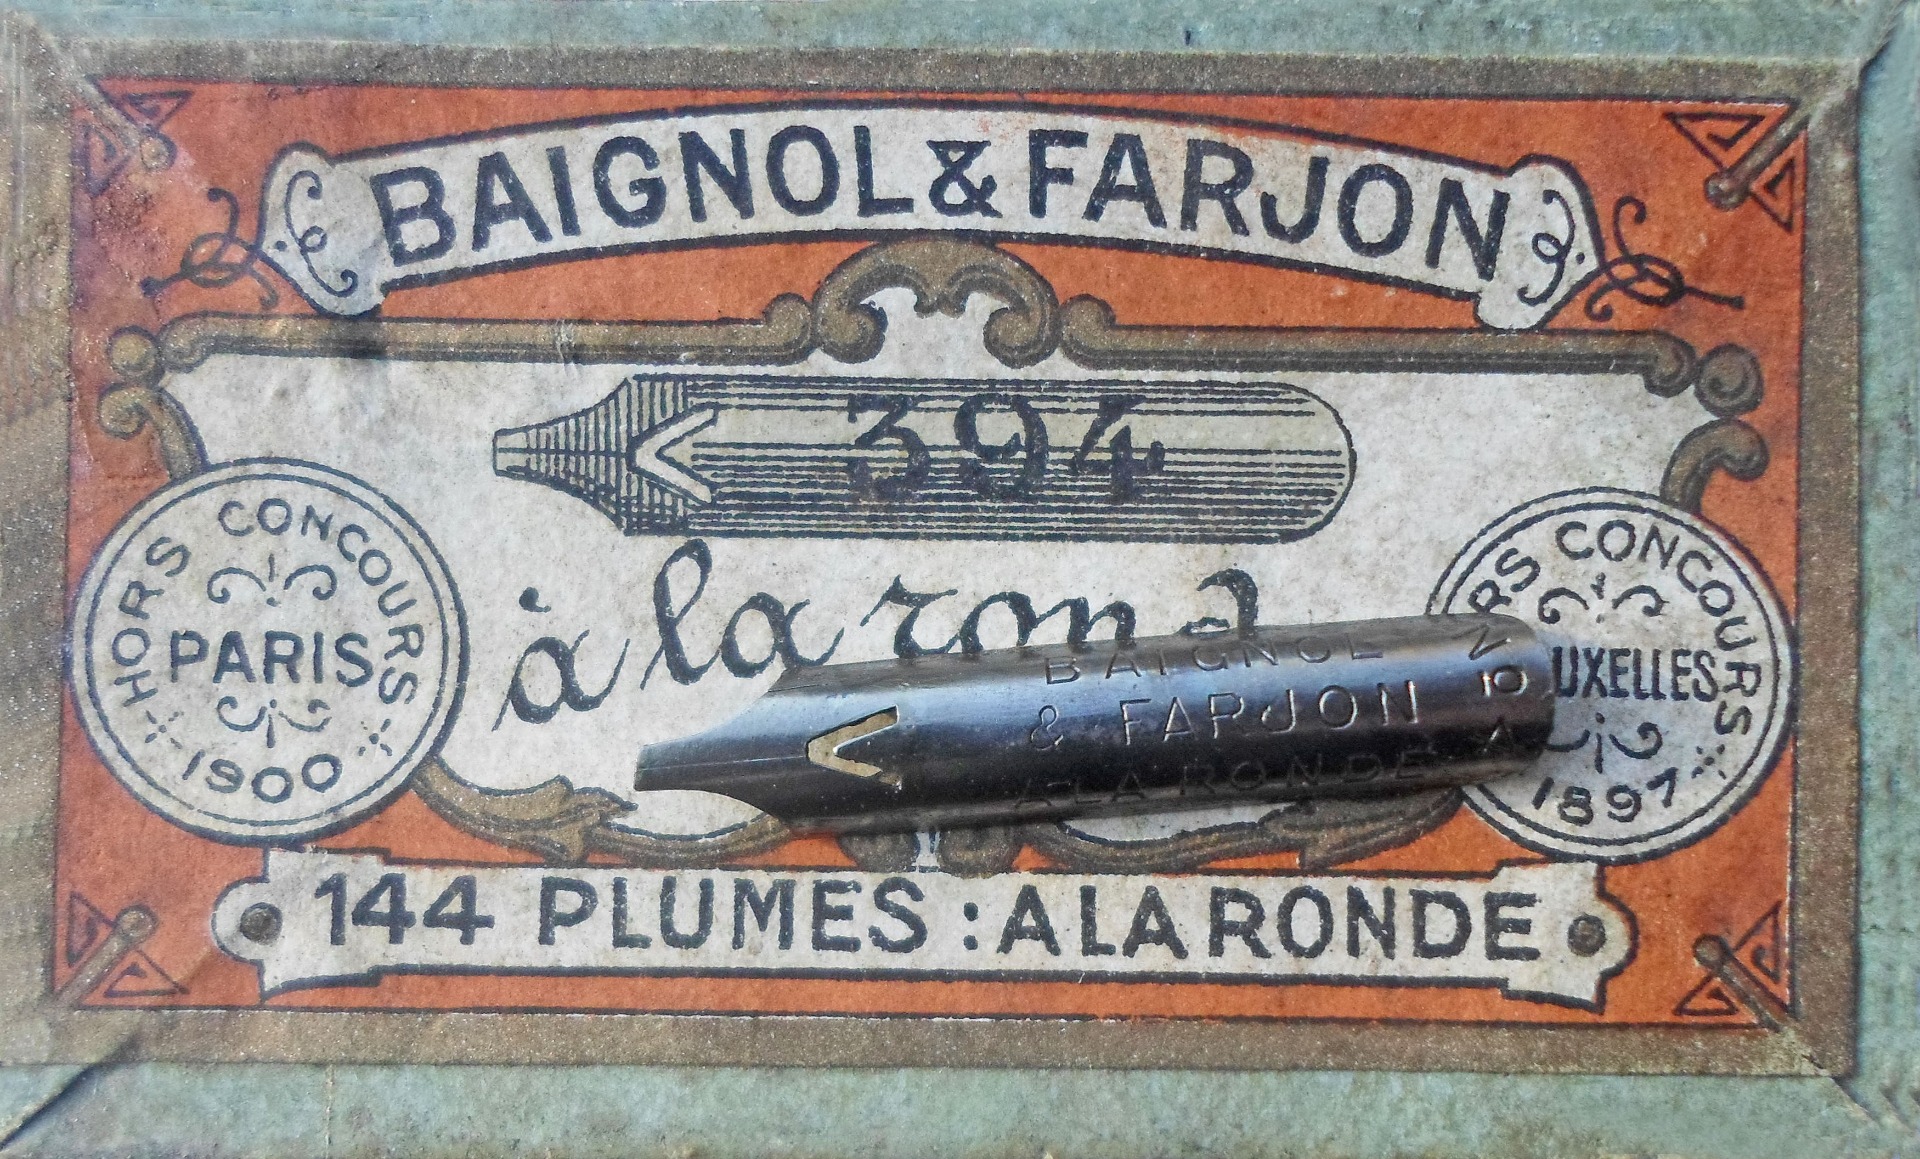 BAIGNOL & FARJON
394
HORS CONCOURS
PARIS
1900
à la rond
HORS CONCOURS
UXELLES
1897
BAIGNOL
& FARJON
A LA RONDE
144 PLUMES : A LA RONDE